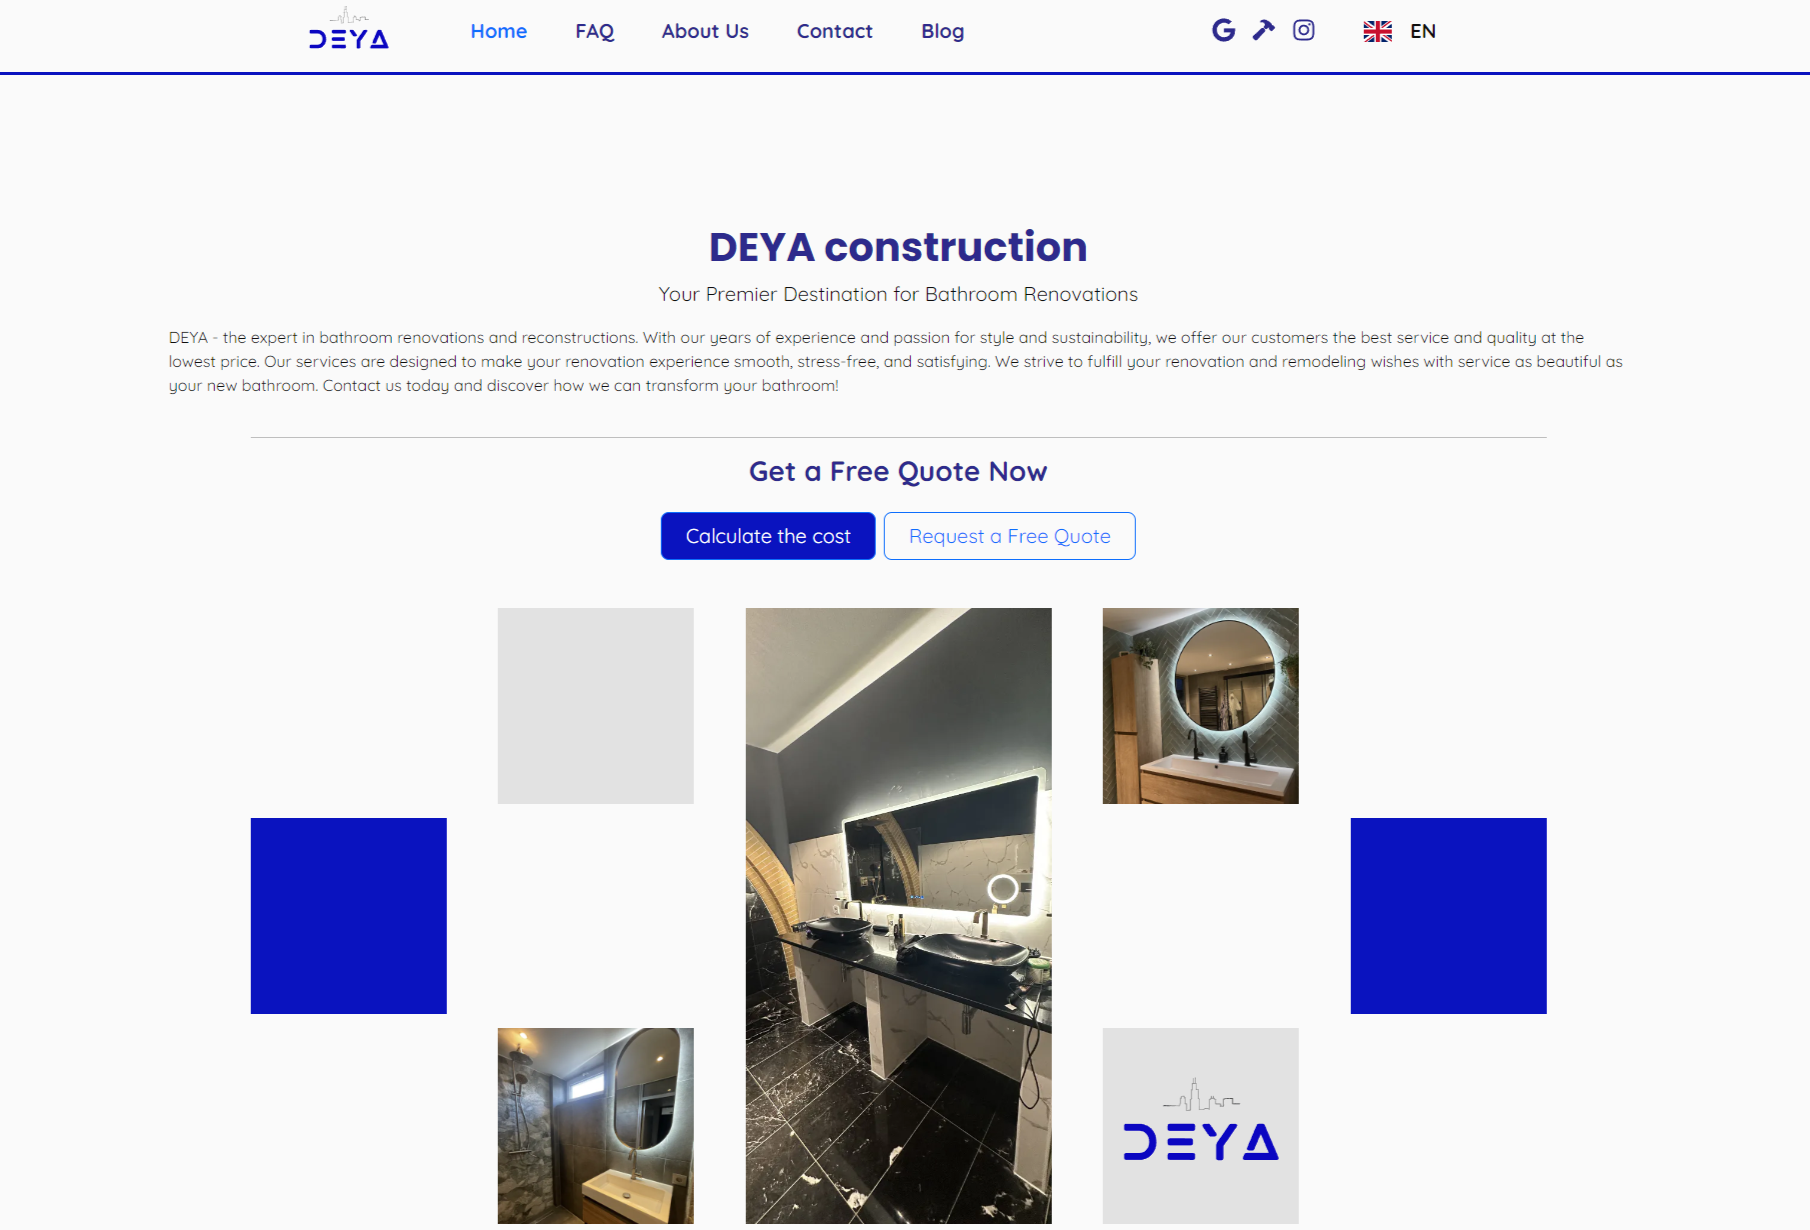 DEYA
Home
FAQ
About Us
Contact
Blog
EN
DEYA construction
Your Premier Destination for Bathroom Renovations
DEYA - the expert in bathroom renovations and reconstructions. With our years of experience and passion for style and sustainability, we offer our customers the best service and quality at the
lowest price. Our services are designed to make your renovation experience smooth, stress-free, and satisfying. We strive to fulfill your renovation and remodeling wishes with service as beautiful as
your new bathroom. Contact us today and discover how we can transform your bathroom!
Get a Free Quote Now
Calculate the cost
Request a Free Quote
DEYA